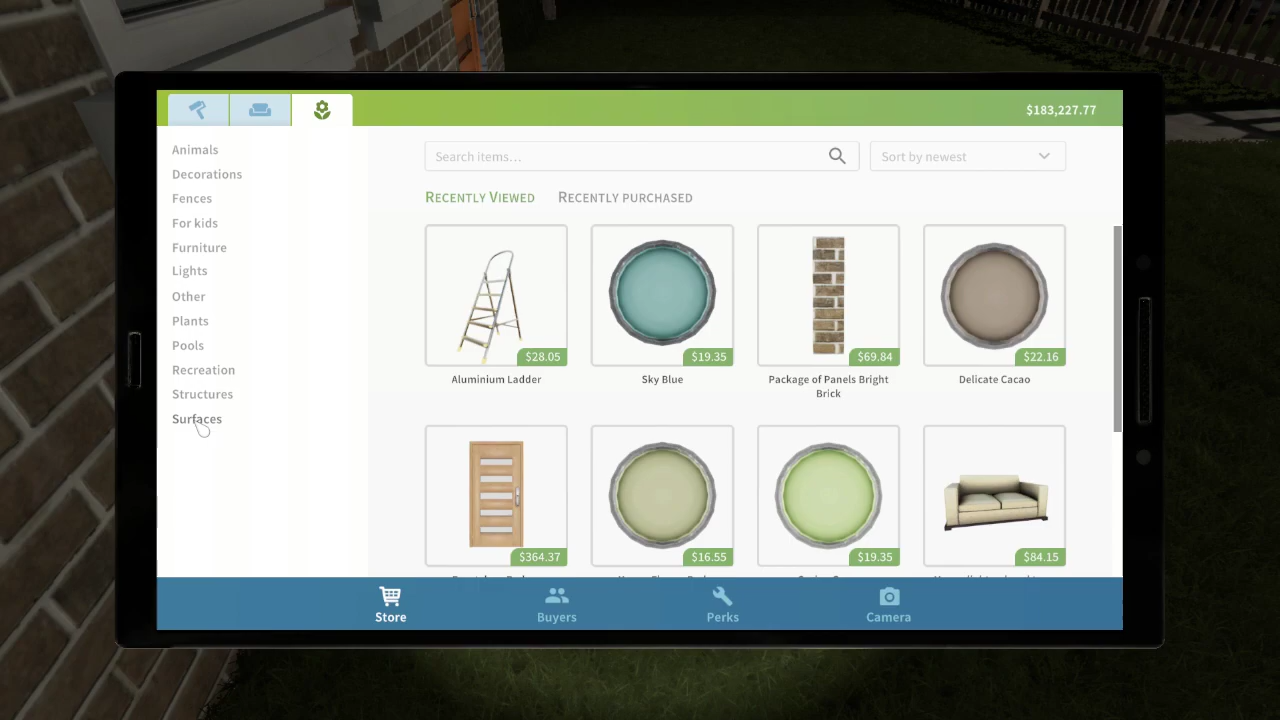 $183,227.77
Animals
Decorations
Fences
For kids
Furniture
Lights
Other
Plants
Pools
Recreation
Structures
Surfaces
Search items...
Sort by newest
RECENTLY VIEWED
RECENTLY PURCHASED
$28.05
$19.35
$69.84
$22.16
Aluminium Ladder
Sky Blue
Package of Panels Bright
Brick
Delicate Cacao
$364.37
$16.55
$19.35
$84.15
Store
Buyers
Perks
Camera